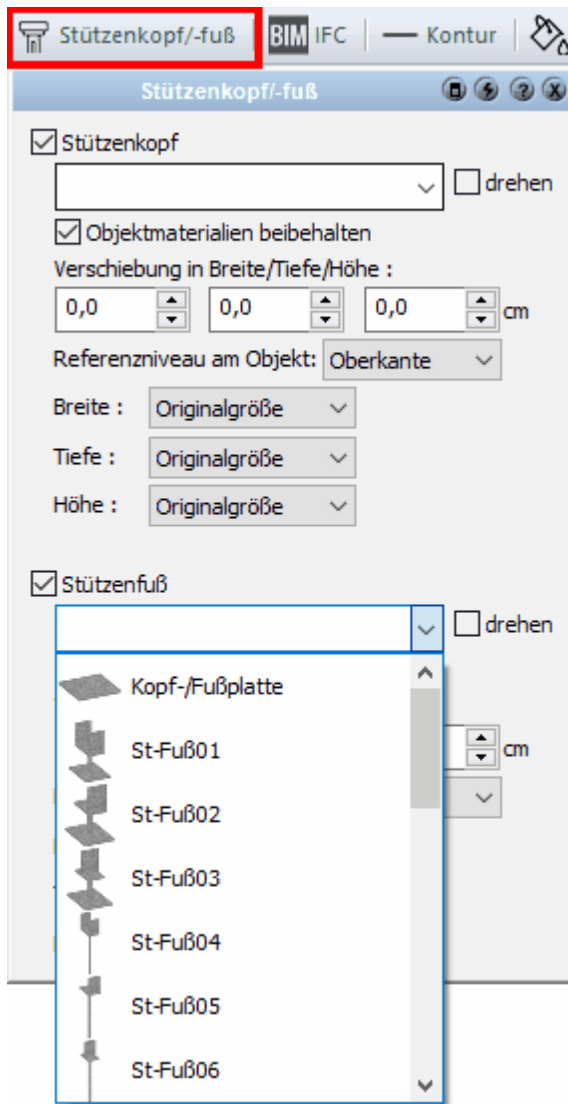 Stützenkopf/-fuß BIM IFC Kontur
Stützenkopf/-fuß
Stützenkopf
drehen
Objektmaterialien beibehalten
Verschiebung in Breite/Tiefe/Höhe :
0,0 0,0 0,0 cm
Referenzniveau am Objekt: Oberkante
Breite : Originalgröße
Tiefe : Originalgröße
Höhe : Originalgröße
Stützenfuß
drehen
Kopf-/Fußplatte
St-Fuß01
cm
St-Fuß02
St-Fuß03
St-Fuß04
St-Fuß05
St-Fuß06